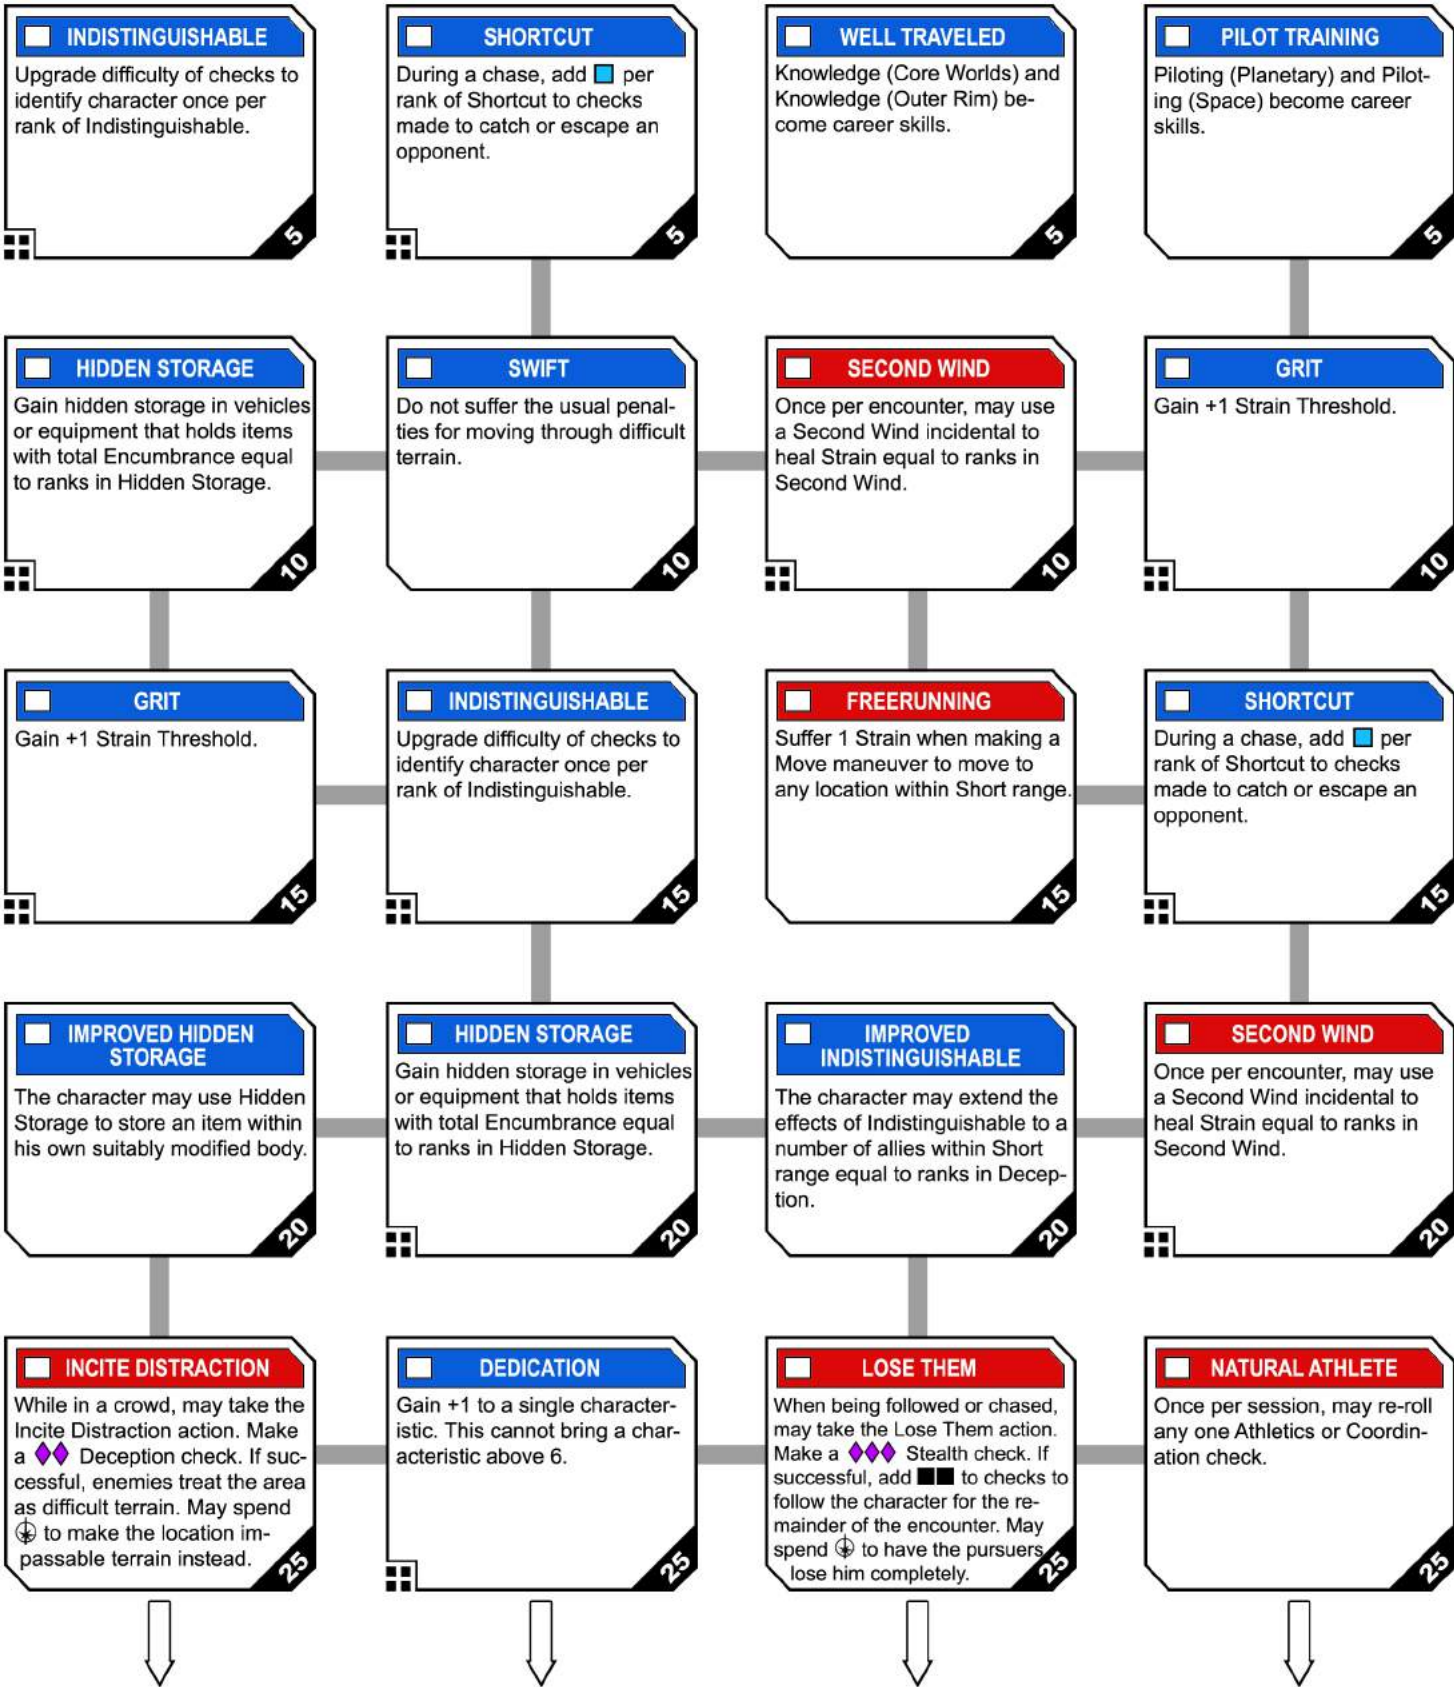 INDISTINGUISHABLE
Upgrade difficulty of checks to
identify character once per
rank of Indistinguishable.
5
SHORTCUT
During a chase, add per
rank of Shortcut to checks
made to catch or escape an
opponent.
5
WELL TRAVELED
Knowledge (Core Worlds) and
Knowledge (Outer Rim) be-
come career skills.
5
PILOT TRAINING
Piloting (Planetary) and Pilot-
ing (Space) become career
skills.
5
HIDDEN STORAGE
Gain hidden storage in vehicles
or equipment that holds items
with total Encumbrance equal
to ranks in Hidden Storage.
10
SWIFT
Do not suffer the usual penal-
ties for moving through difficult
terrain.
10
SECOND WIND
Once per encounter, may use
a Second Wind incidental to
heal Strain equal to ranks in
Second Wind.
10
GRIT
Gain +1 Strain Threshold.
10
GRIT
Gain +1 Strain Threshold.
15
INDISTINGUISHABLE
Upgrade difficulty of checks to
identify character once per
rank of Indistinguishable.
15
FREERUNNING
Suffer 1 Strain when making a
Move maneuver to move to
any location within Short range.
15
SHORTCUT
During a chase, add per
rank of Shortcut to checks
made to catch or escape an
opponent.
15
IMPROVED HIDDEN
STORAGE
The character may use Hidden
Storage to store an item within
his own suitably modified body.
20
HIDDEN STORAGE
Gain hidden storage in vehicles
or equipment that holds items
with total Encumbrance equal
to ranks in Hidden Storage.
20
IMPROVED
INDISTINGUISHABLE
The character may extend the
effects of Indistinguishable to a
number of allies within Short
range equal to ranks in Decep-
tion.
20
SECOND WIND
Once per encounter, may use
a Second Wind incidental to
heal Strain equal to ranks in
Second Wind.
20
INCITE DISTRACTION
While in a crowd, may take the
Incite Distraction action. Make
a Deception check. If suc-
cessful, enemies treat the area
as difficult terrain. May spend
to make the location im-
passable terrain instead.
25
DEDICATION
Gain +1 to a single character-
istic. This cannot bring a char-
acteristic above 6.
25
LOSE THEM
When being followed or chased,
may take the Lose Them action.
Make a Stealth check. If
successful, add to checks to
follow the character for the re-
mainder of the encounter. May
spend to have the pursuers
lose him completely.
25
NATURAL ATHLETE
Once per session, may re-roll
any one Athletics or Coordin-
ation check.
25